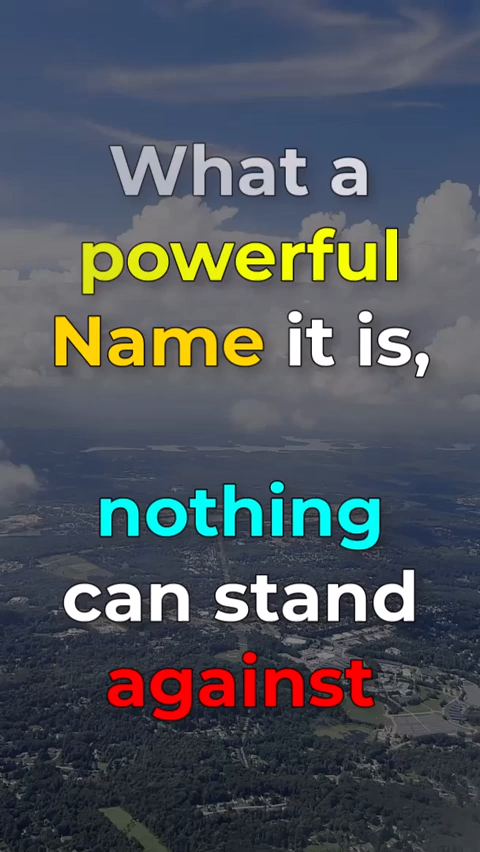 What a
powerful
Name it is,
nothing
can stand
against